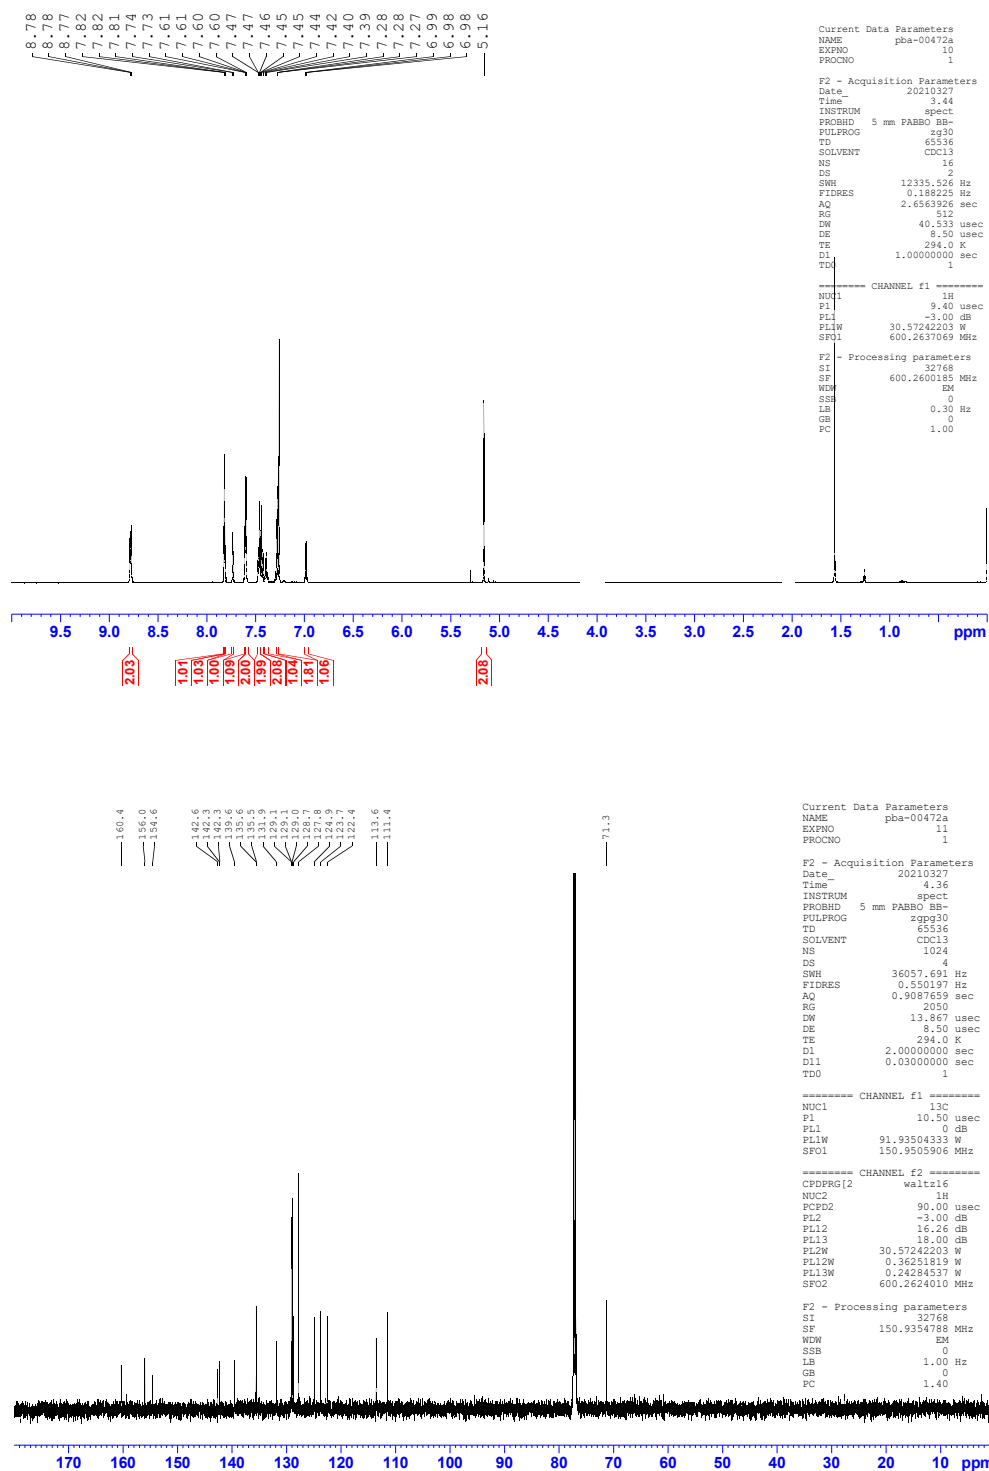 8.78
8.78
8.77
7.82
7.82
7.81
7.74
7.73
7.61
7.61
7.60
7.60
7.47
7.47
7.46
7.45
7.45
7.44
7.42
7.40
7.39
7.28
7.28
7.27
6.99
6.98
6.98
5.16
Current Data Parameters
NAME pba-00472a
EXPNO 10
PROCNO 1
F2 - Acquisition Parameters
Date_ 20210327
Time 3.44
INSTRUM spect
PROBHD 5 mm PABBO BB-
PULPROG zg30
TD 65536
SOLVENT CDCl3
NS 16
DS 2
SWH 12335.526 Hz
FIDRES 0.188225 Hz
AQ 2.6563926 sec
RG 512
DW 40.533 usec
DE 8.50 usec
TE 294.0 K
D1 1.00000000 sec
TD0 1
======== CHANNEL f1 ========
NUC1 1H
P1 9.40 usec
PL1 -3.00 dB
PL1W 30.57242203 W
SFO1 600.2637069 MHz
F2 - Processing parameters
SI 32768
SF 600.2600185 MHz
WDW EM
SSB 0
LB 0.30 Hz
GB 0
PC 1.00
9.5 9.0 8.5 8.0 7.5 7.0 6.5 6.0 5.5 5.0 4.5 4.0 3.5 3.0 2.5 2.0 1.5 1.0 ppm
2.03
1.01
1.03
1.00
1.09
2.00
1.99
2.08
1.04
1.81
1.06
2.08
160.4
156.0
154.6
142.6
142.3
142.3
139.6
135.6
135.5
131.9
129.1
129.1
129.0
128.7
127.8
124.9
123.7
122.4
113.6
111.4
71.3
Current Data Parameters
NAME pba-00472a
EXPNO 11
PROCNO 1
F2 - Acquisition Parameters
Date_ 20210327
Time 4.36
INSTRUM spect
PROBHD 5 mm PABBO BB-
PULPROG zgpg30
TD 65536
SOLVENT CDCl3
NS 1024
DS 4
SWH 36057.691 Hz
FIDRES 0.550197 Hz
AQ 0.9087659 sec
RG 2050
DW 13.867 usec
DE 8.50 usec
TE 294.0 K
D1 2.00000000 sec
D11 0.03000000 sec
TD0 1
======== CHANNEL f1 ========
NUC1 13C
P1 10.50 usec
PL1 0 dB
PL1W 91.93504333 W
SFO1 150.9505906 MHz
======== CHANNEL f2 ========
CPDPRG[2 waltz16
NUC2 1H
PCPD2 90.00 usec
PL2 -3.00 dB
PL12 16.26 dB
PL13 18.00 dB
PL2W 30.57242203 W
PL12W 0.36251819 W
PL13W 0.24284537 W
SFO2 600.2624010 MHz
F2 - Processing parameters
SI 32768
SF 150.9354788 MHz
WDW EM
SSB 0
LB 1.00 Hz
GB 0
PC 1.40
170 160 150 140 130 120 110 100 90 80 70 60 50 40 30 20 10 ppm